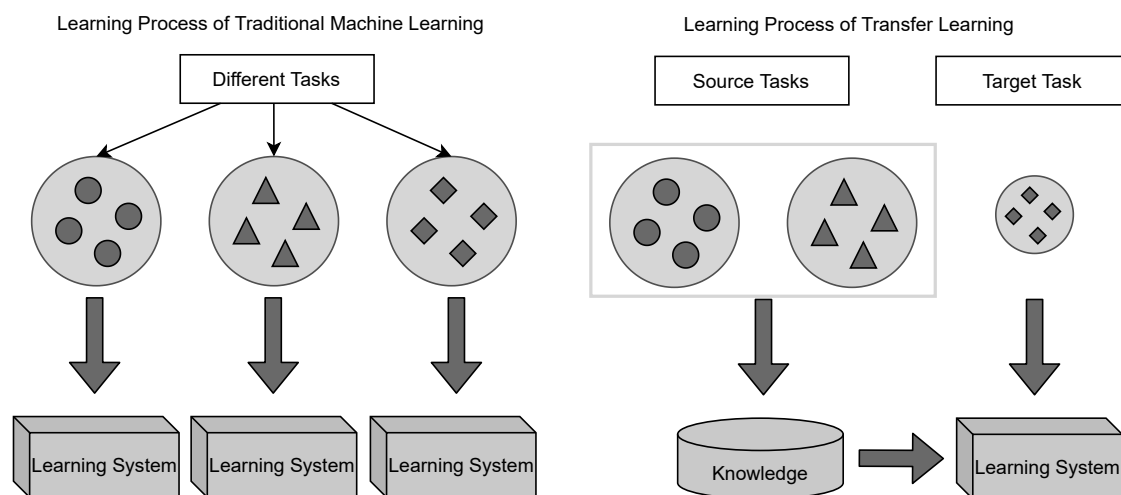 Learning Process of Traditional Machine Learning
Different Tasks
Learning System
Learning System
Learning System
Learning Process of Transfer Learning
Source Tasks
Target Task
Knowledge
Learning System